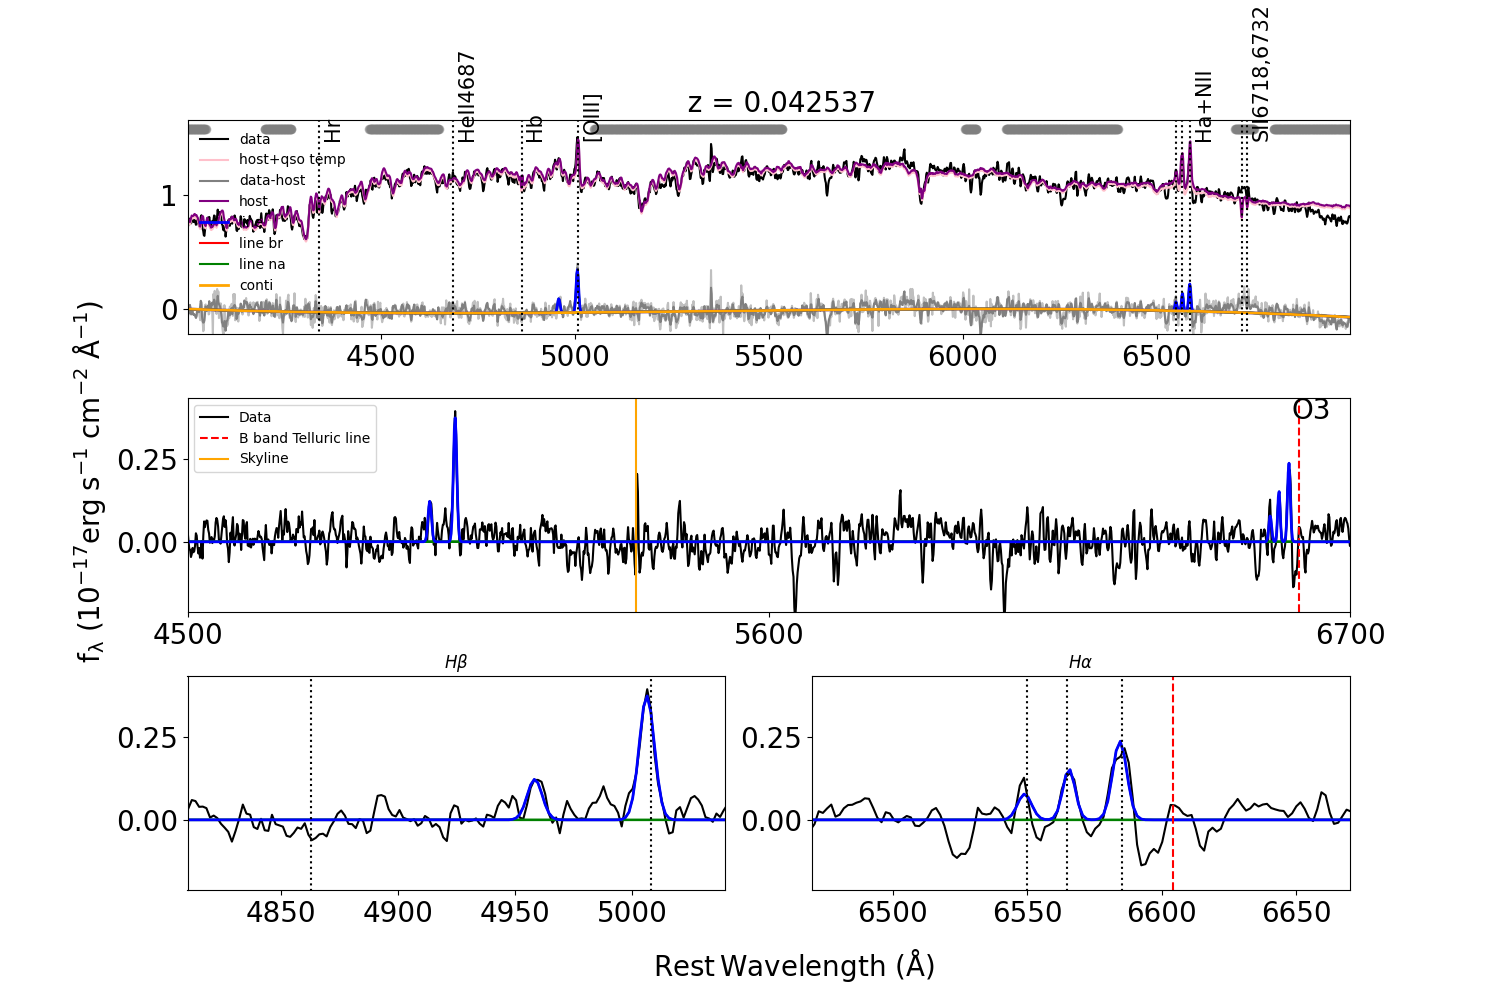 z = 0.042537
Hr
HeII4687
Hb
[OIII]
Ha+NII
SII6718,6732
data
host+qso temp
data-host
host
line br
line na
conti
1
0
4500 5000 5500 6000 6500
f_λ (10^−17 erg s^−1 cm^−2 Å^−1)
Data
B band Telluric line
Skyline
O3
0.25
0.00
4500 5600 6700
Hβ
0.25
0.00
4850 4900 4950 5000
Hα
0.25
0.00
6500 6550 6600 6650
Rest Wavelength (Å)